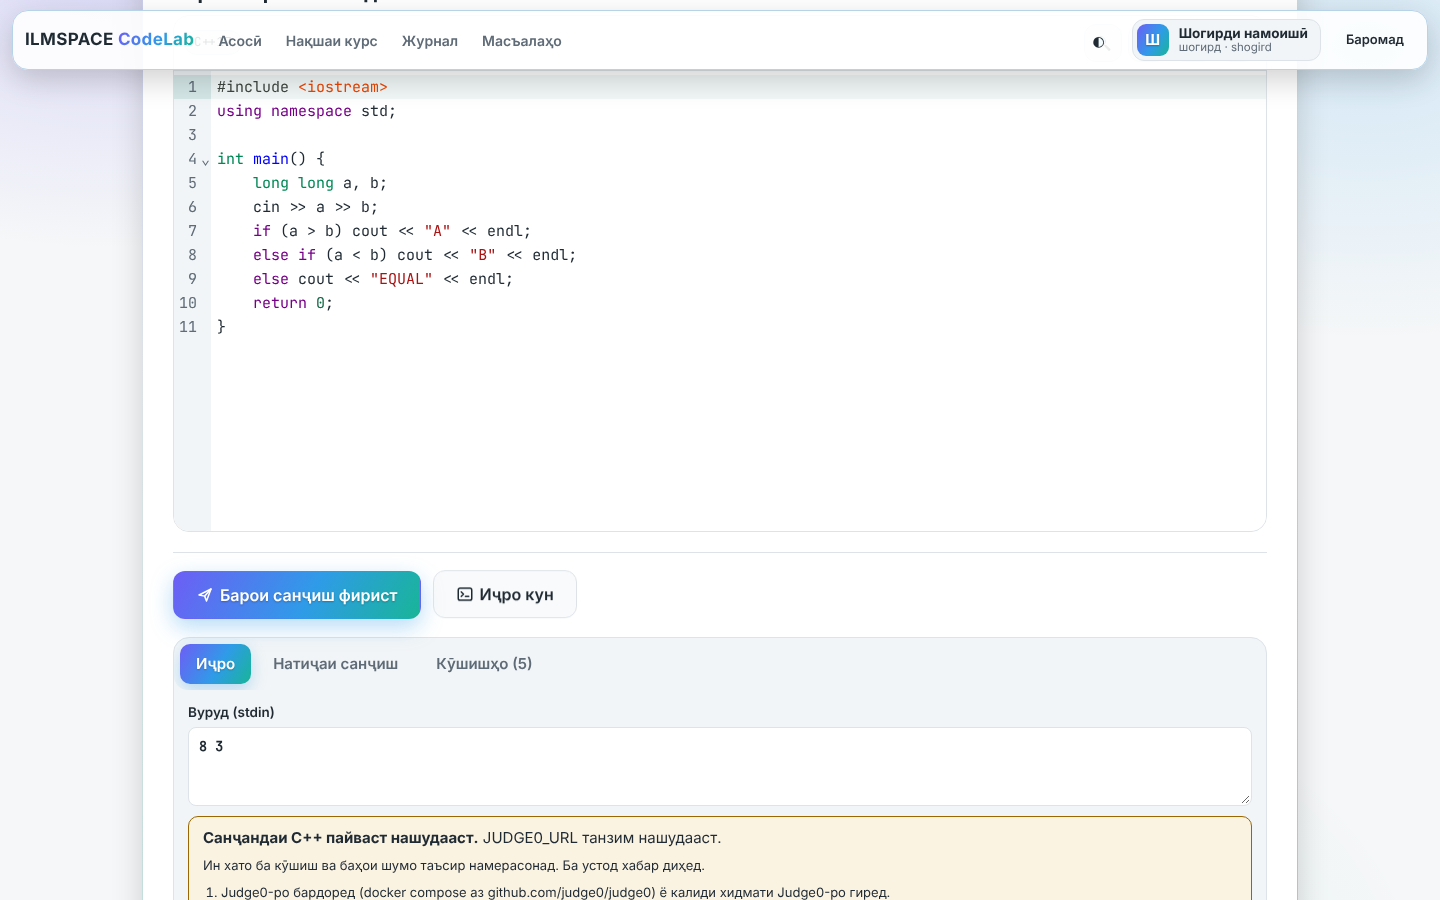 ILMSPACE CodeLab
Асосӣ
Нақшаи курс
Журнал
Масъалаҳо
Ш
Шогирди намоишӣ
шогирд · shogird
Баромад
1 #include <iostream>
2 using namespace std;
3
4 int main() {
5 long long a, b;
6 cin >> a >> b;
7 if (a > b) cout << "A" << endl;
8 else if (a < b) cout << "B" << endl;
9 else cout << "EQUAL" << endl;
10 return 0;
11 }
Барои санҷиш фирист
Иҷро кун
Иҷро
Натиҷаи санҷиш
Кӯшишҳо (5)
Вуруд (stdin)
8 3
Санҷандаи C++ пайваст нашудааст. JUDGE0_URL танзим нашудааст.
Ин хато ба кӯшиш ва баҳои шумо таъсир намерасонад. Ба устод хабар диҳед.
1. Judge0-ро бардоред (docker compose аз github.com/judge0/judge0) ё калиди хидмати Judge0-ро гиред.